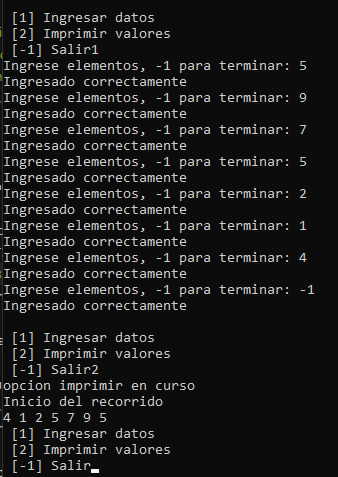 [1] Ingresar datos
[2] Imprimir valores
[-1] Salir1
Ingrese elementos, -1 para terminar: 5
Ingresado correctamente
Ingrese elementos, -1 para terminar: 9
Ingresado correctamente
Ingrese elementos, -1 para terminar: 7
Ingresado correctamente
Ingrese elementos, -1 para terminar: 5
Ingresado correctamente
Ingrese elementos, -1 para terminar: 2
Ingresado correctamente
Ingrese elementos, -1 para terminar: 1
Ingresado correctamente
Ingrese elementos, -1 para terminar: 4
Ingresado correctamente
Ingrese elementos, -1 para terminar: -1
Ingresado correctamente
[1] Ingresar datos
[2] Imprimir valores
[-1] Salir2
opcion imprimir en curso
Inicio del recorrido
4 1 2 5 7 9 5
[1] Ingresar datos
[2] Imprimir valores
[-1] Salir